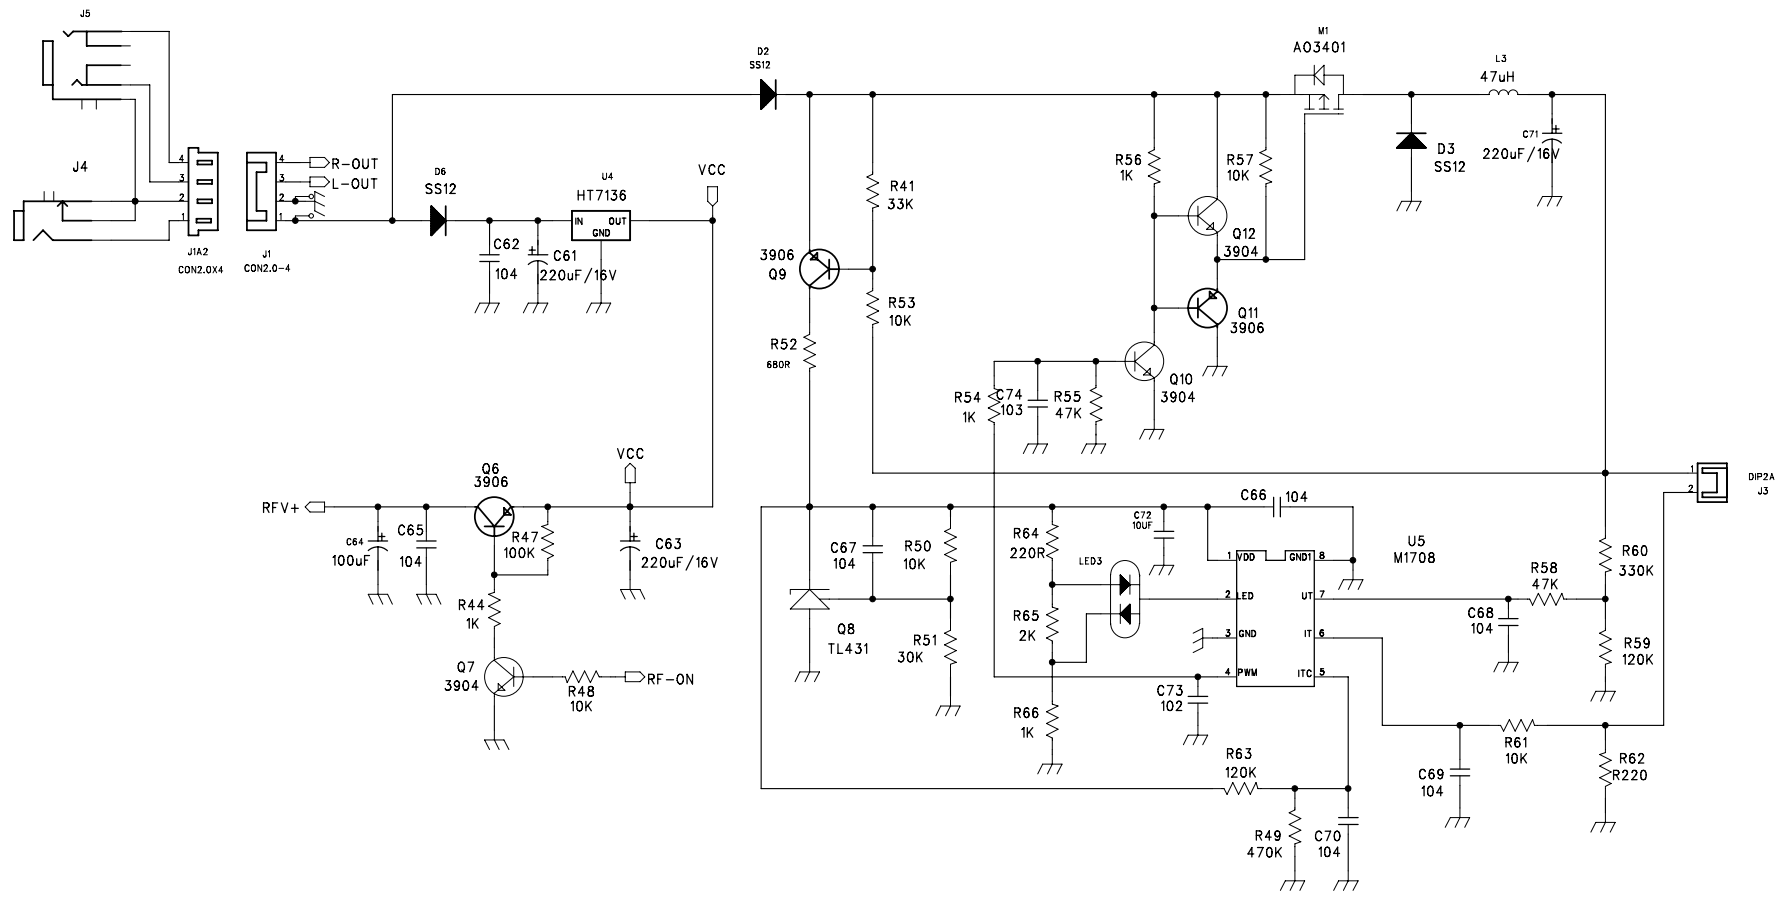 J5
J4
4
3
2
1
J1A2
CON2.0X4
4
3
2
1
J1
CON2.0-4
R-OUT
L-OUT
D6
SS12
C62
104
C61
220uF/16V
U4
HT7136
IN
OUT
GND
VCC
D2
SS12
R41
33K
3906
Q9
R53
10K
R52
680R
R56
1K
R57
10K
Q12
3904
Q11
3906
Q10
3904
R54
1K
C74
103
R55
47K
M1
AO3401
L3
47uH
D3
SS12
C71
220uF/16V
RFV+
C64
100uF
C65
104
Q6
3906
R47
100K
VCC
C63
220uF/16V
R44
1K
Q7
3904
R48
10K
RF-ON
C67
104
R50
10K
Q8
TL431
R51
30K
R64
220R
R65
2K
R66
1K
LED3
C72
10UF
C66
104
U5
M1708
1
VDD
GND1
8
2
LED
UT
7
3
GND
IT
6
4
PWM
ITC
5
C73
102
R63
120K
R49
470K
C70
104
C68
104
R58
47K
R60
330K
R59
120K
C69
104
R61
10K
R62
R220
1
2
DIP2A
J3